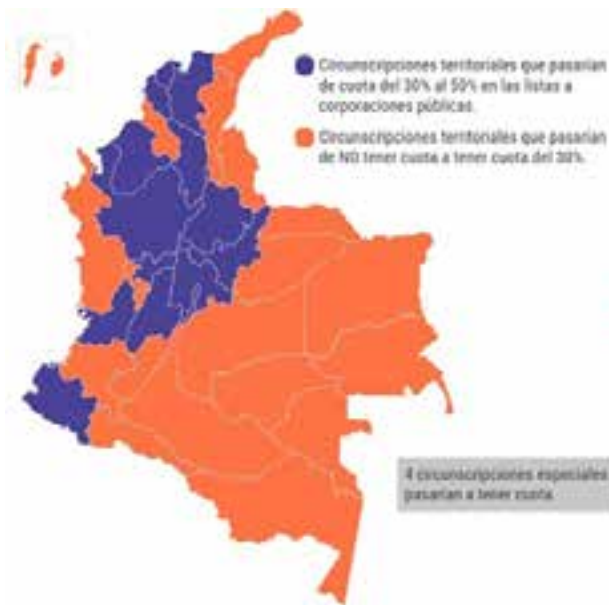 Circunscripciones territoriales que pasarían
de cuota del 30% al 50% en las listas a
corporaciones públicas.
Circunscripciones territoriales que pasarían
de NO tener cuota a tener cuota del 30%.
4 circunscripciones especiales
pasarían a tener cuota